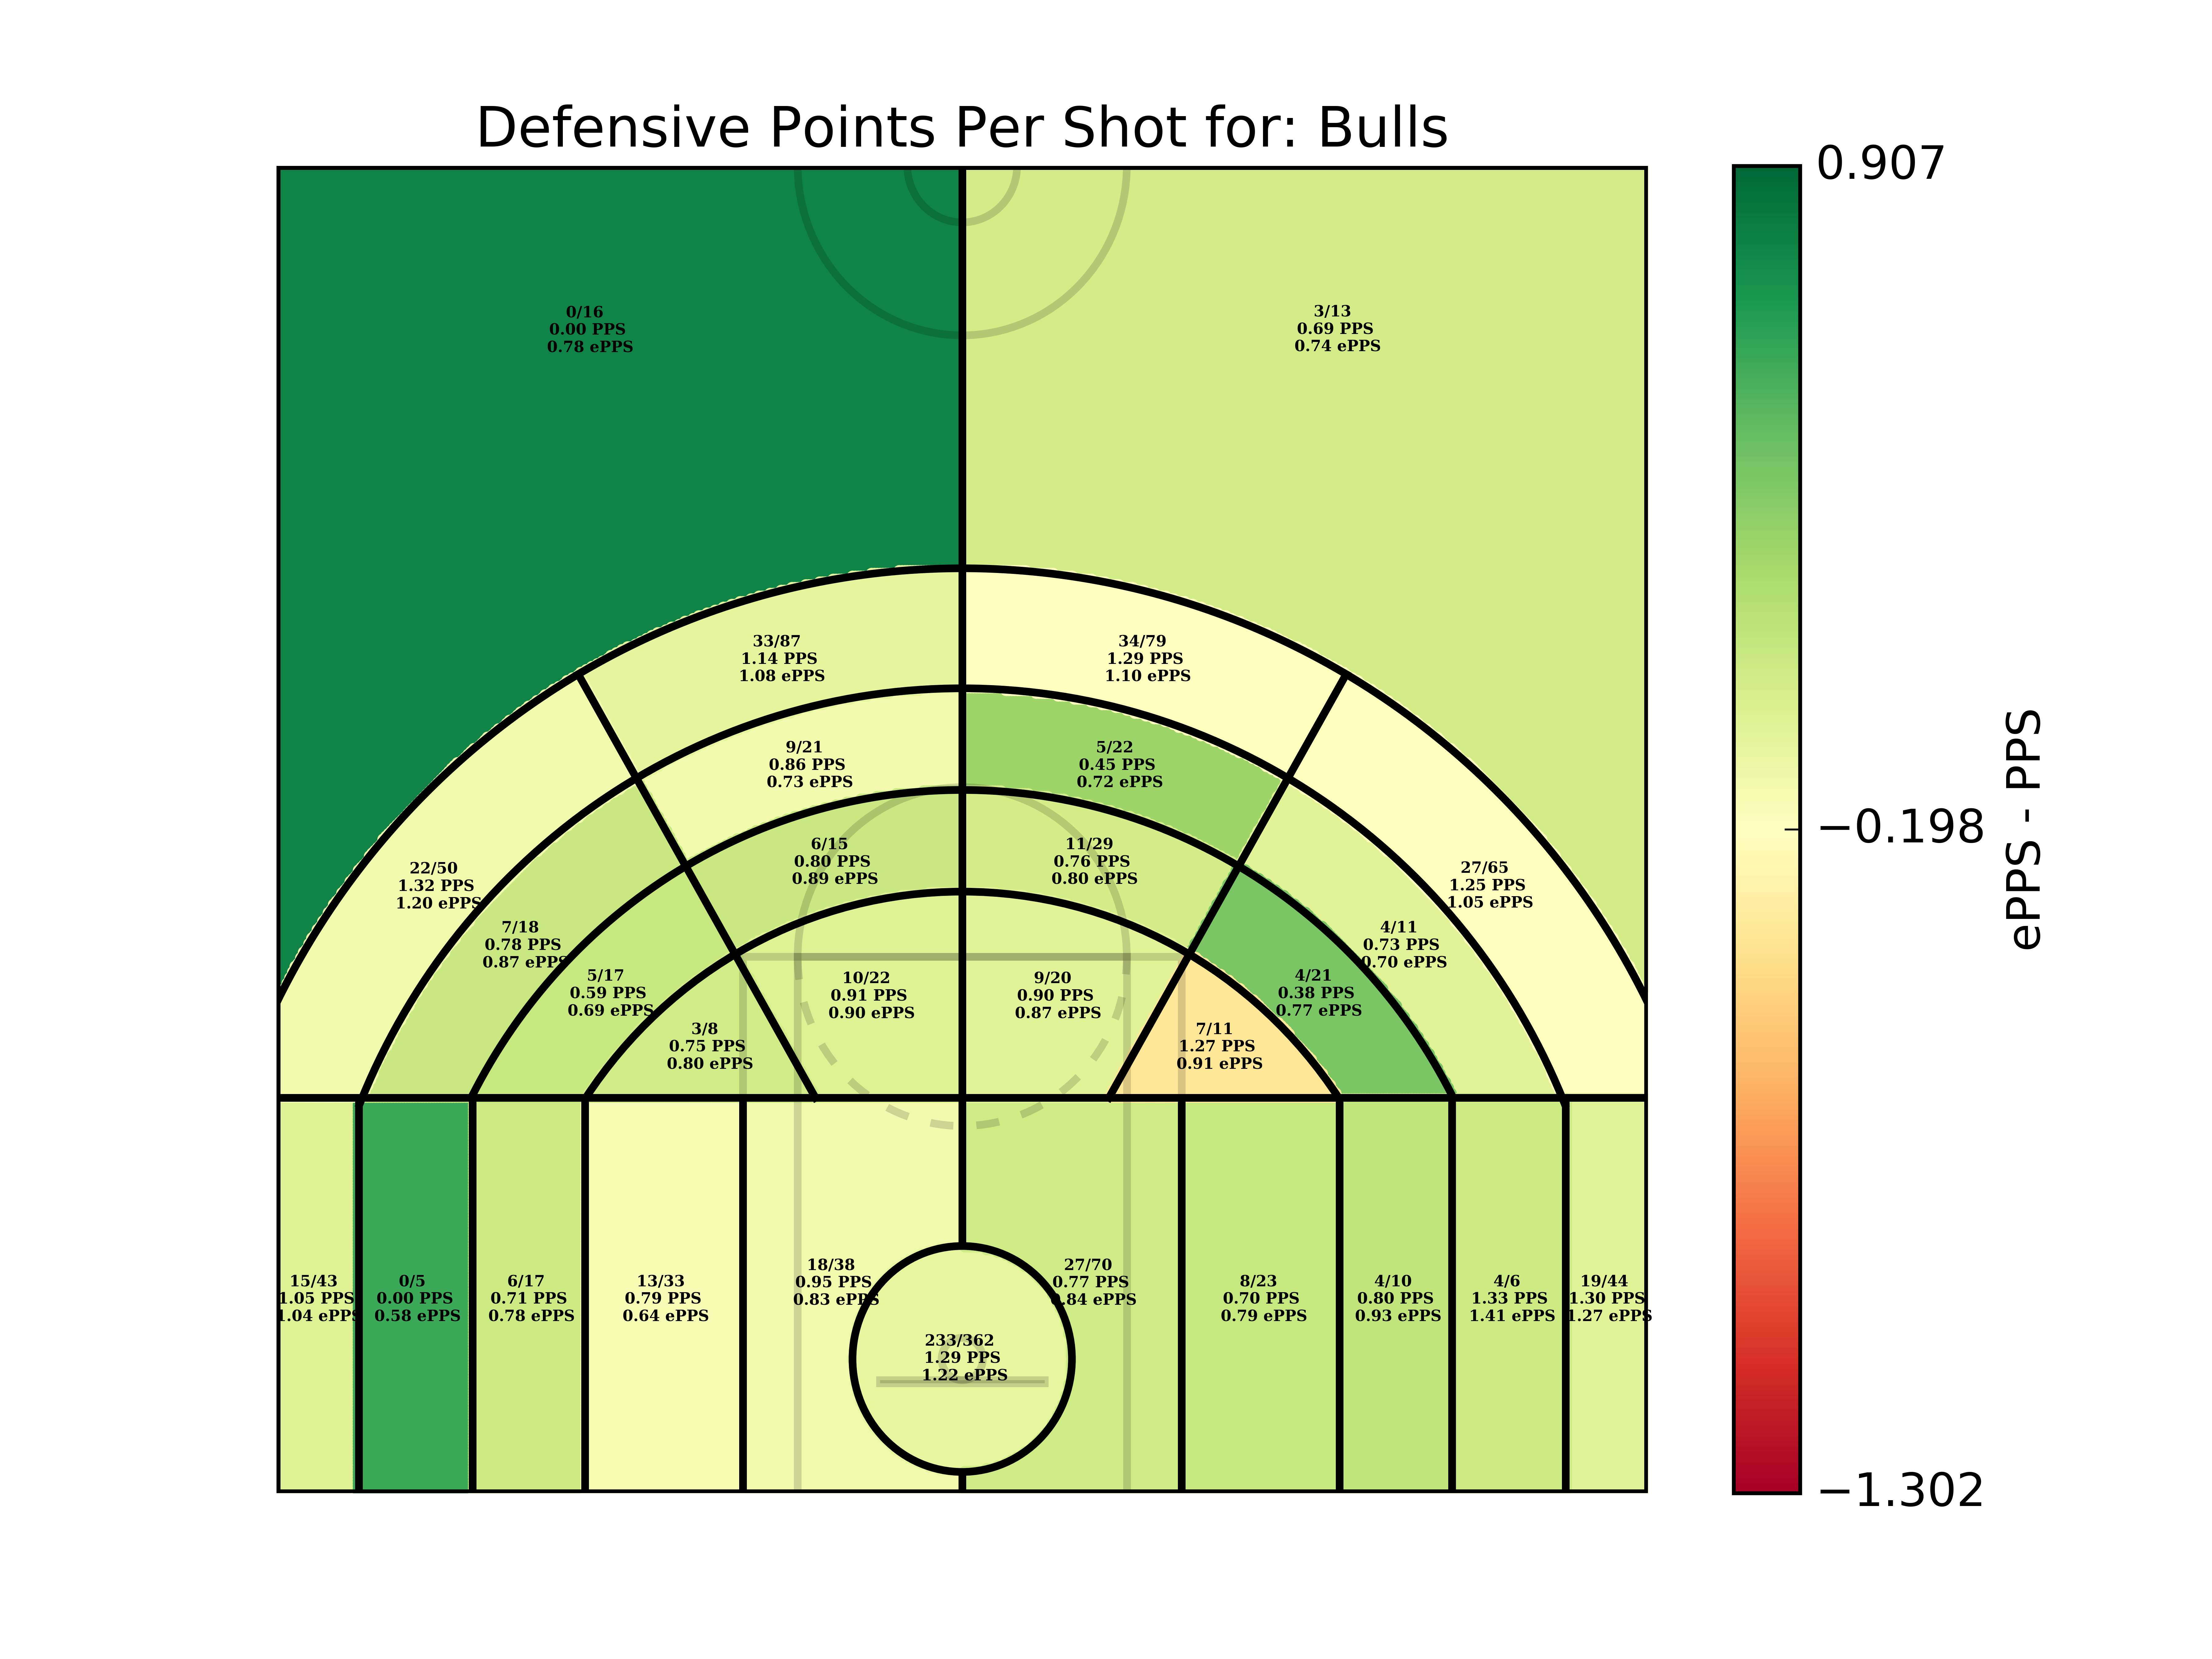 Defensive Points Per Shot for: Bulls
0/16
0.00 PPS
0.78 ePPS
3/13
0.69 PPS
0.74 ePPS
33/87
1.14 PPS
1.08 ePPS
34/79
1.29 PPS
1.10 ePPS
9/21
0.86 PPS
0.73 ePPS
5/22
0.45 PPS
0.72 ePPS
6/15
0.80 PPS
0.89 ePPS
11/29
0.76 PPS
0.80 ePPS
22/50
1.32 PPS
1.20 ePPS
27/65
1.25 PPS
1.05 ePPS
7/18
0.78 PPS
0.87 ePPS
4/11
0.73 PPS
0.70 ePPS
5/17
0.59 PPS
0.69 ePPS
10/22
0.91 PPS
0.90 ePPS
9/20
0.90 PPS
0.87 ePPS
4/21
0.38 PPS
0.77 ePPS
3/8
0.75 PPS
0.80 ePPS
7/11
1.27 PPS
0.91 ePPS
15/43
1.05 PPS
1.04 ePPS
0/5
0.00 PPS
0.58 ePPS
6/17
0.71 PPS
0.78 ePPS
13/33
0.79 PPS
0.64 ePPS
18/38
0.95 PPS
0.83 ePPS
27/70
0.77 PPS
0.84 ePPS
8/23
0.70 PPS
0.79 ePPS
4/10
0.80 PPS
0.93 ePPS
4/6
1.33 PPS
1.41 ePPS
19/44
1.30 PPS
1.27 ePPS
233/362
1.29 PPS
1.22 ePPS
0.907
−0.198
−1.302
ePPS - PPS